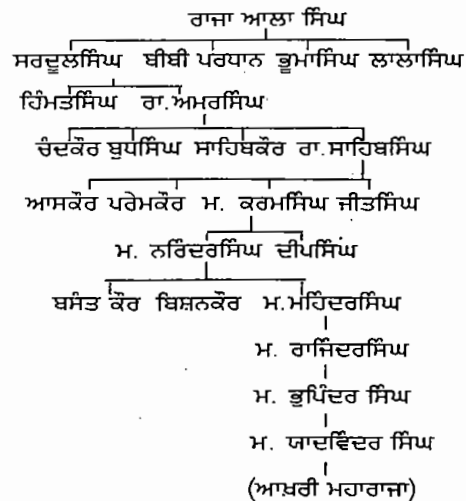 ਰਾਜਾ ਆਲਾ ਸਿੰਘ
ਸਰਦੂਲਸਿੰਘ ਬੀਬੀ ਪਰਧਾਨ ਭੂਮਾਸਿੰਘ ਲਾਲਾਸਿੰਘ
ਹਿੰਮਤਸਿੰਘ ਰਾ.ਅਮਰਸਿੰਘ
ਚੰਦਕੌਰ ਬੁਧਸਿੰਘ ਸਾਹਿਬਕੌਰ ਰਾ.ਸਾਹਿਬਸਿੰਘ
ਆਸਕੌਰ ਪਰੇਮਕੌਰ ਮ. ਕਰਮਸਿੰਘ ਜੀਤਸਿੰਘ
ਮ. ਨਰਿੰਦਰਸਿੰਘ ਦੀਪਸਿੰਘ
ਬਸੰਤ ਕੌਰ ਬਿਸ਼ਨਕੌਰ ਮ.ਮਹਿੰਦਰਸਿੰਘ
ਮ. ਰਾਜਿੰਦਰਸਿੰਘ
ਮ. ਭੁਪਿੰਦਰ ਸਿੰਘ
ਮ. ਯਾਦਵਿੰਦਰ ਸਿੰਘ
(ਆਖ਼ਰੀ ਮਹਾਰਾਜਾ)